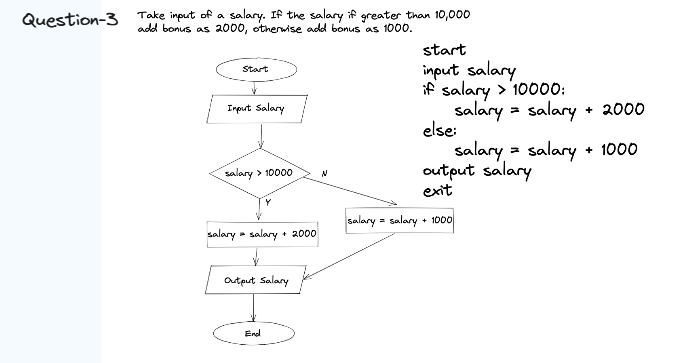 Question-3
Take input of a salary. If the salary if greater than 10,000
add bonus as 2000, otherwise add bonus as 1000.
Start
Input Salary
salary > 10000
N
Y
salary = salary + 2000
salary = salary + 1000
Output Salary
End
start
input salary
if salary > 10000:
salary = salary + 2000
else:
salary = salary + 1000
output salary
exit